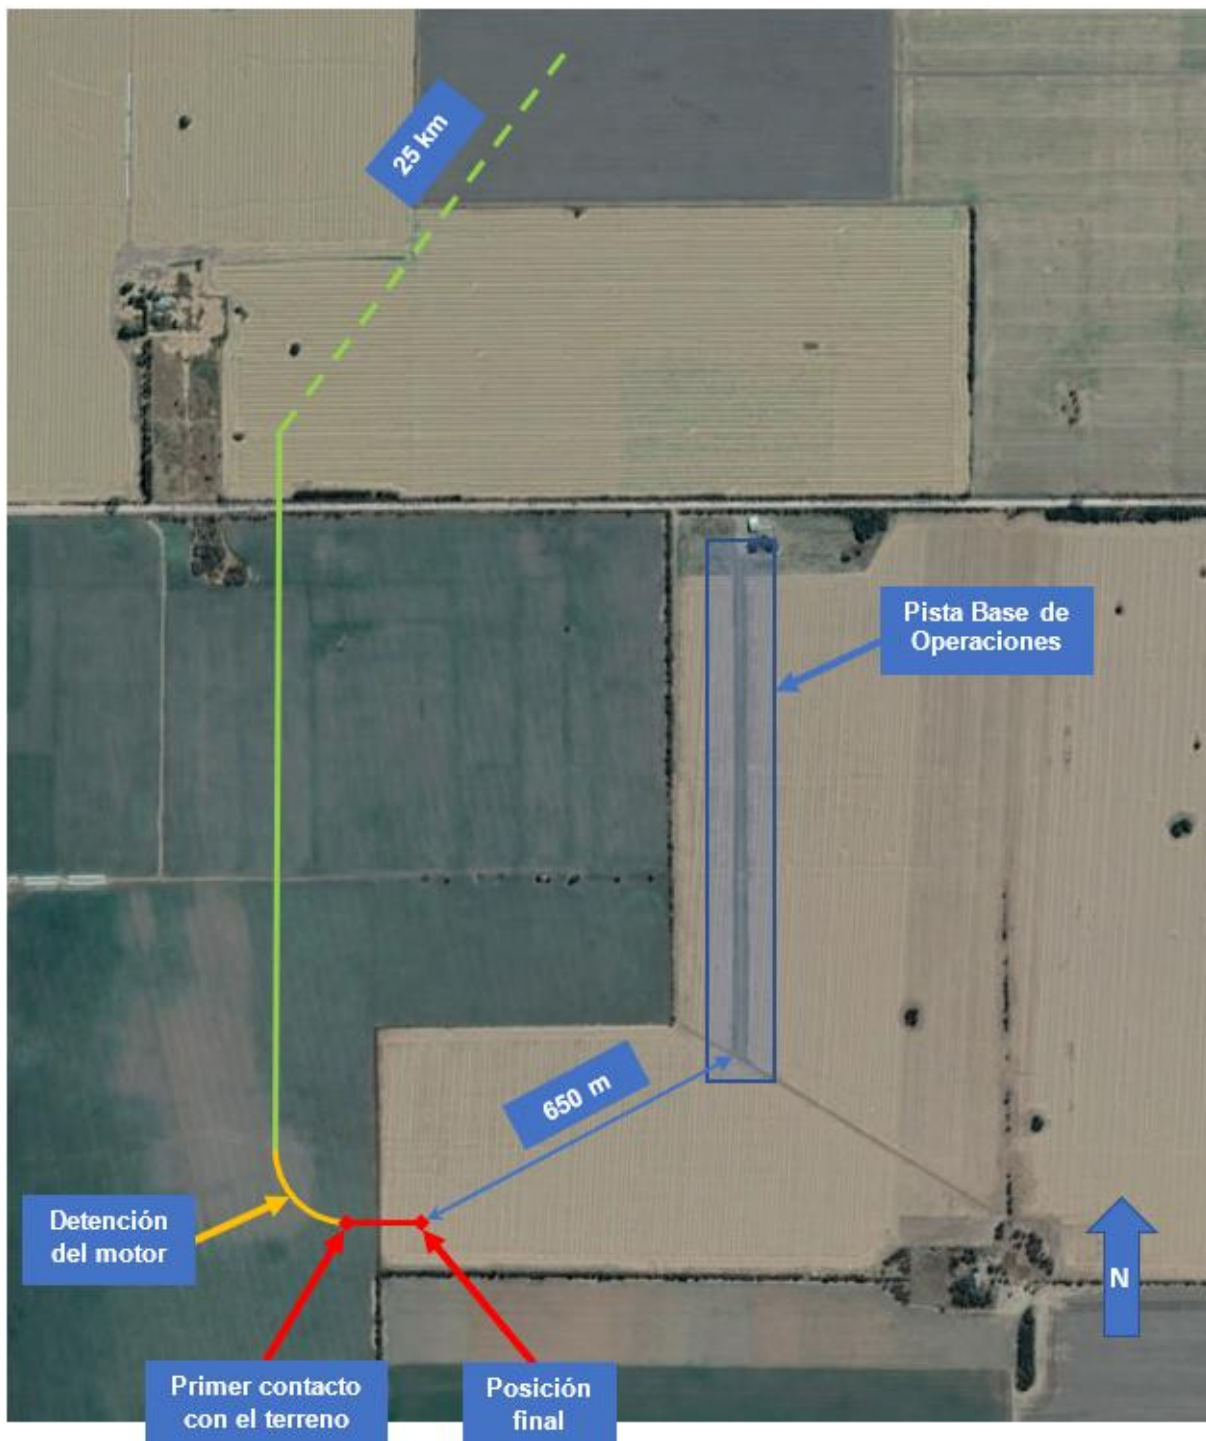 25 km
Pista Base de
Operaciones
650 m
Detención
del motor
N
Primer contacto
con el terreno
Posición
final